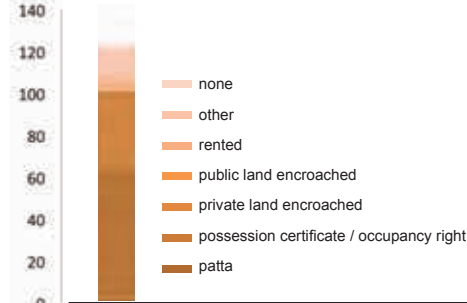 140
120
100
80
60
40
20
0
none
other
rented
public land encroached
private land encroached
possession certificate / occupancy right
patta